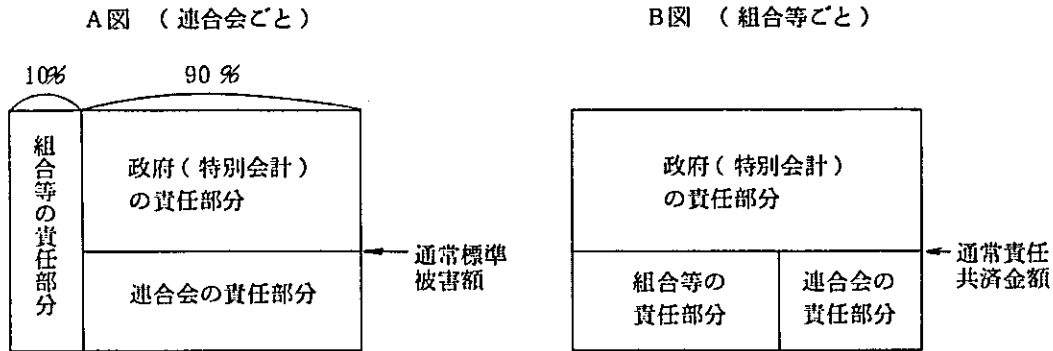 A図 (連合会ごと)
10%
90%
組合等の責任部分
政府(特別会計)
の責任部分
連合会の責任部分
通常標準
被害額
B図 (組合等ごと)
政府(特別会計)
の責任部分
組合等の
責任部分
連合会の
責任部分
通常責任
共済金額